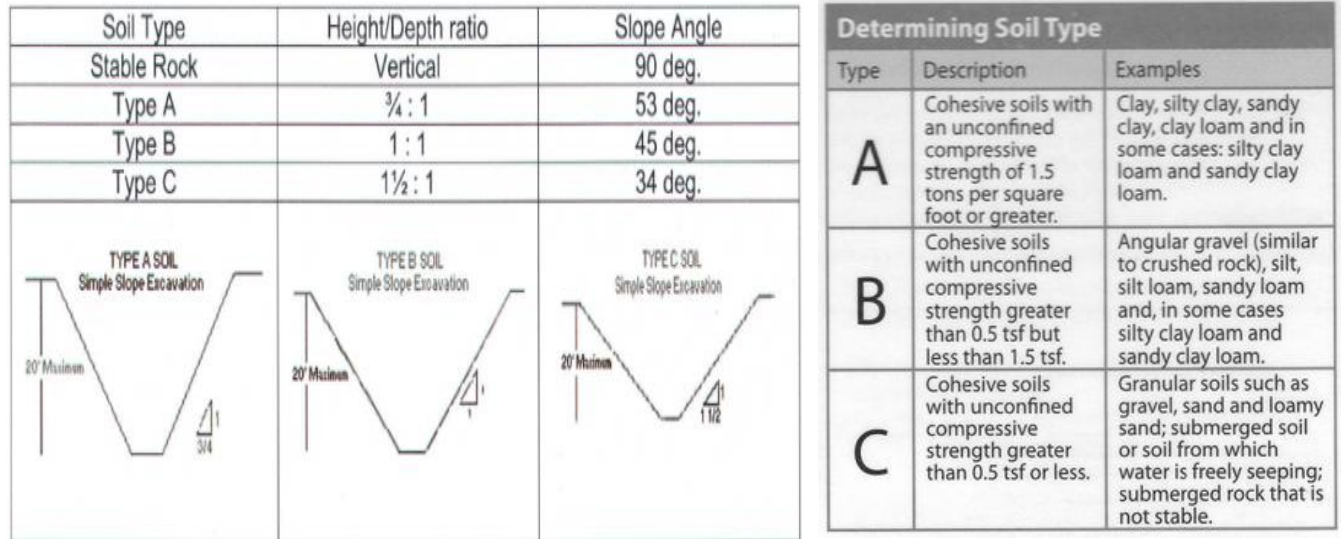 Soil Type Height/Depth ratio Slope Angle
Stable Rock Vertical 90 deg.
Type A ¾ : 1 53 deg.
Type B 1 : 1 45 deg.
Type C 1½ : 1 34 deg.
TYPE A SOIL
Simple Slope Excavation
20' Maximum
1
3/4
TYPE B SOIL
Simple Slope Excavation
20' Maximum
1
1
TYPE C SOIL
Simple Slope Excavation
20' Maximum
1
1 1/2
Determining Soil Type
Type Description Examples
A
Cohesive soils with
an unconfined
compressive
strength of 1.5
tons per square
foot or greater.
Clay, silty clay, sandy
clay, clay loam and in
some cases: silty clay
loam and sandy clay
loam.
B
Cohesive soils
with unconfined
compressive
strength greater
than 0.5 tsf but
less than 1.5 tsf.
Angular gravel (similar
to crushed rock), silt,
silt loam, sandy loam
and, in some cases
silty clay loam and
sandy clay loam.
C
Cohesive soils
with unconfined
compressive
strength greater
than 0.5 tsf or less.
Granular soils such as
gravel, sand and loamy
sand; submerged soil
or soil from which
water is freely seeping;
submerged rock that is
not stable.